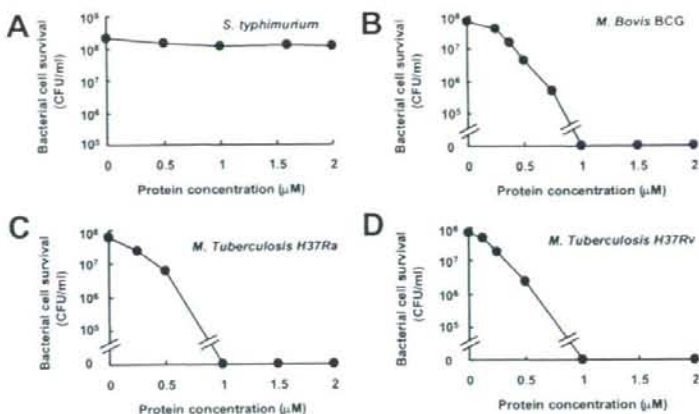 A
S. typhimurium
Bacterial cell survival
(CFU/ml)
10⁹
10⁸
10⁷
10⁶
10⁵
0 0.5 1 1.5 2
Protein concentration (μM)
B
M. Bovis BCG
Bacterial cell survival
(CFU/ml)
10⁸
10⁷
10⁶
10⁵
0
0 0.5 1 1.5 2
Protein concentration (μM)
C
M. Tuberculosis H37Ra
Bacterial cell survival
(CFU/ml)
10⁸
10⁷
10⁶
10⁵
0
0 0.5 1 1.5 2
Protein concentration (μM)
D
M. Tuberculosis H37Rv
Bacterial cell survival
(CFU/ml)
10⁸
10⁷
10⁶
10⁵
0
0 0.5 1 1.5 2
Protein concentration (μM)